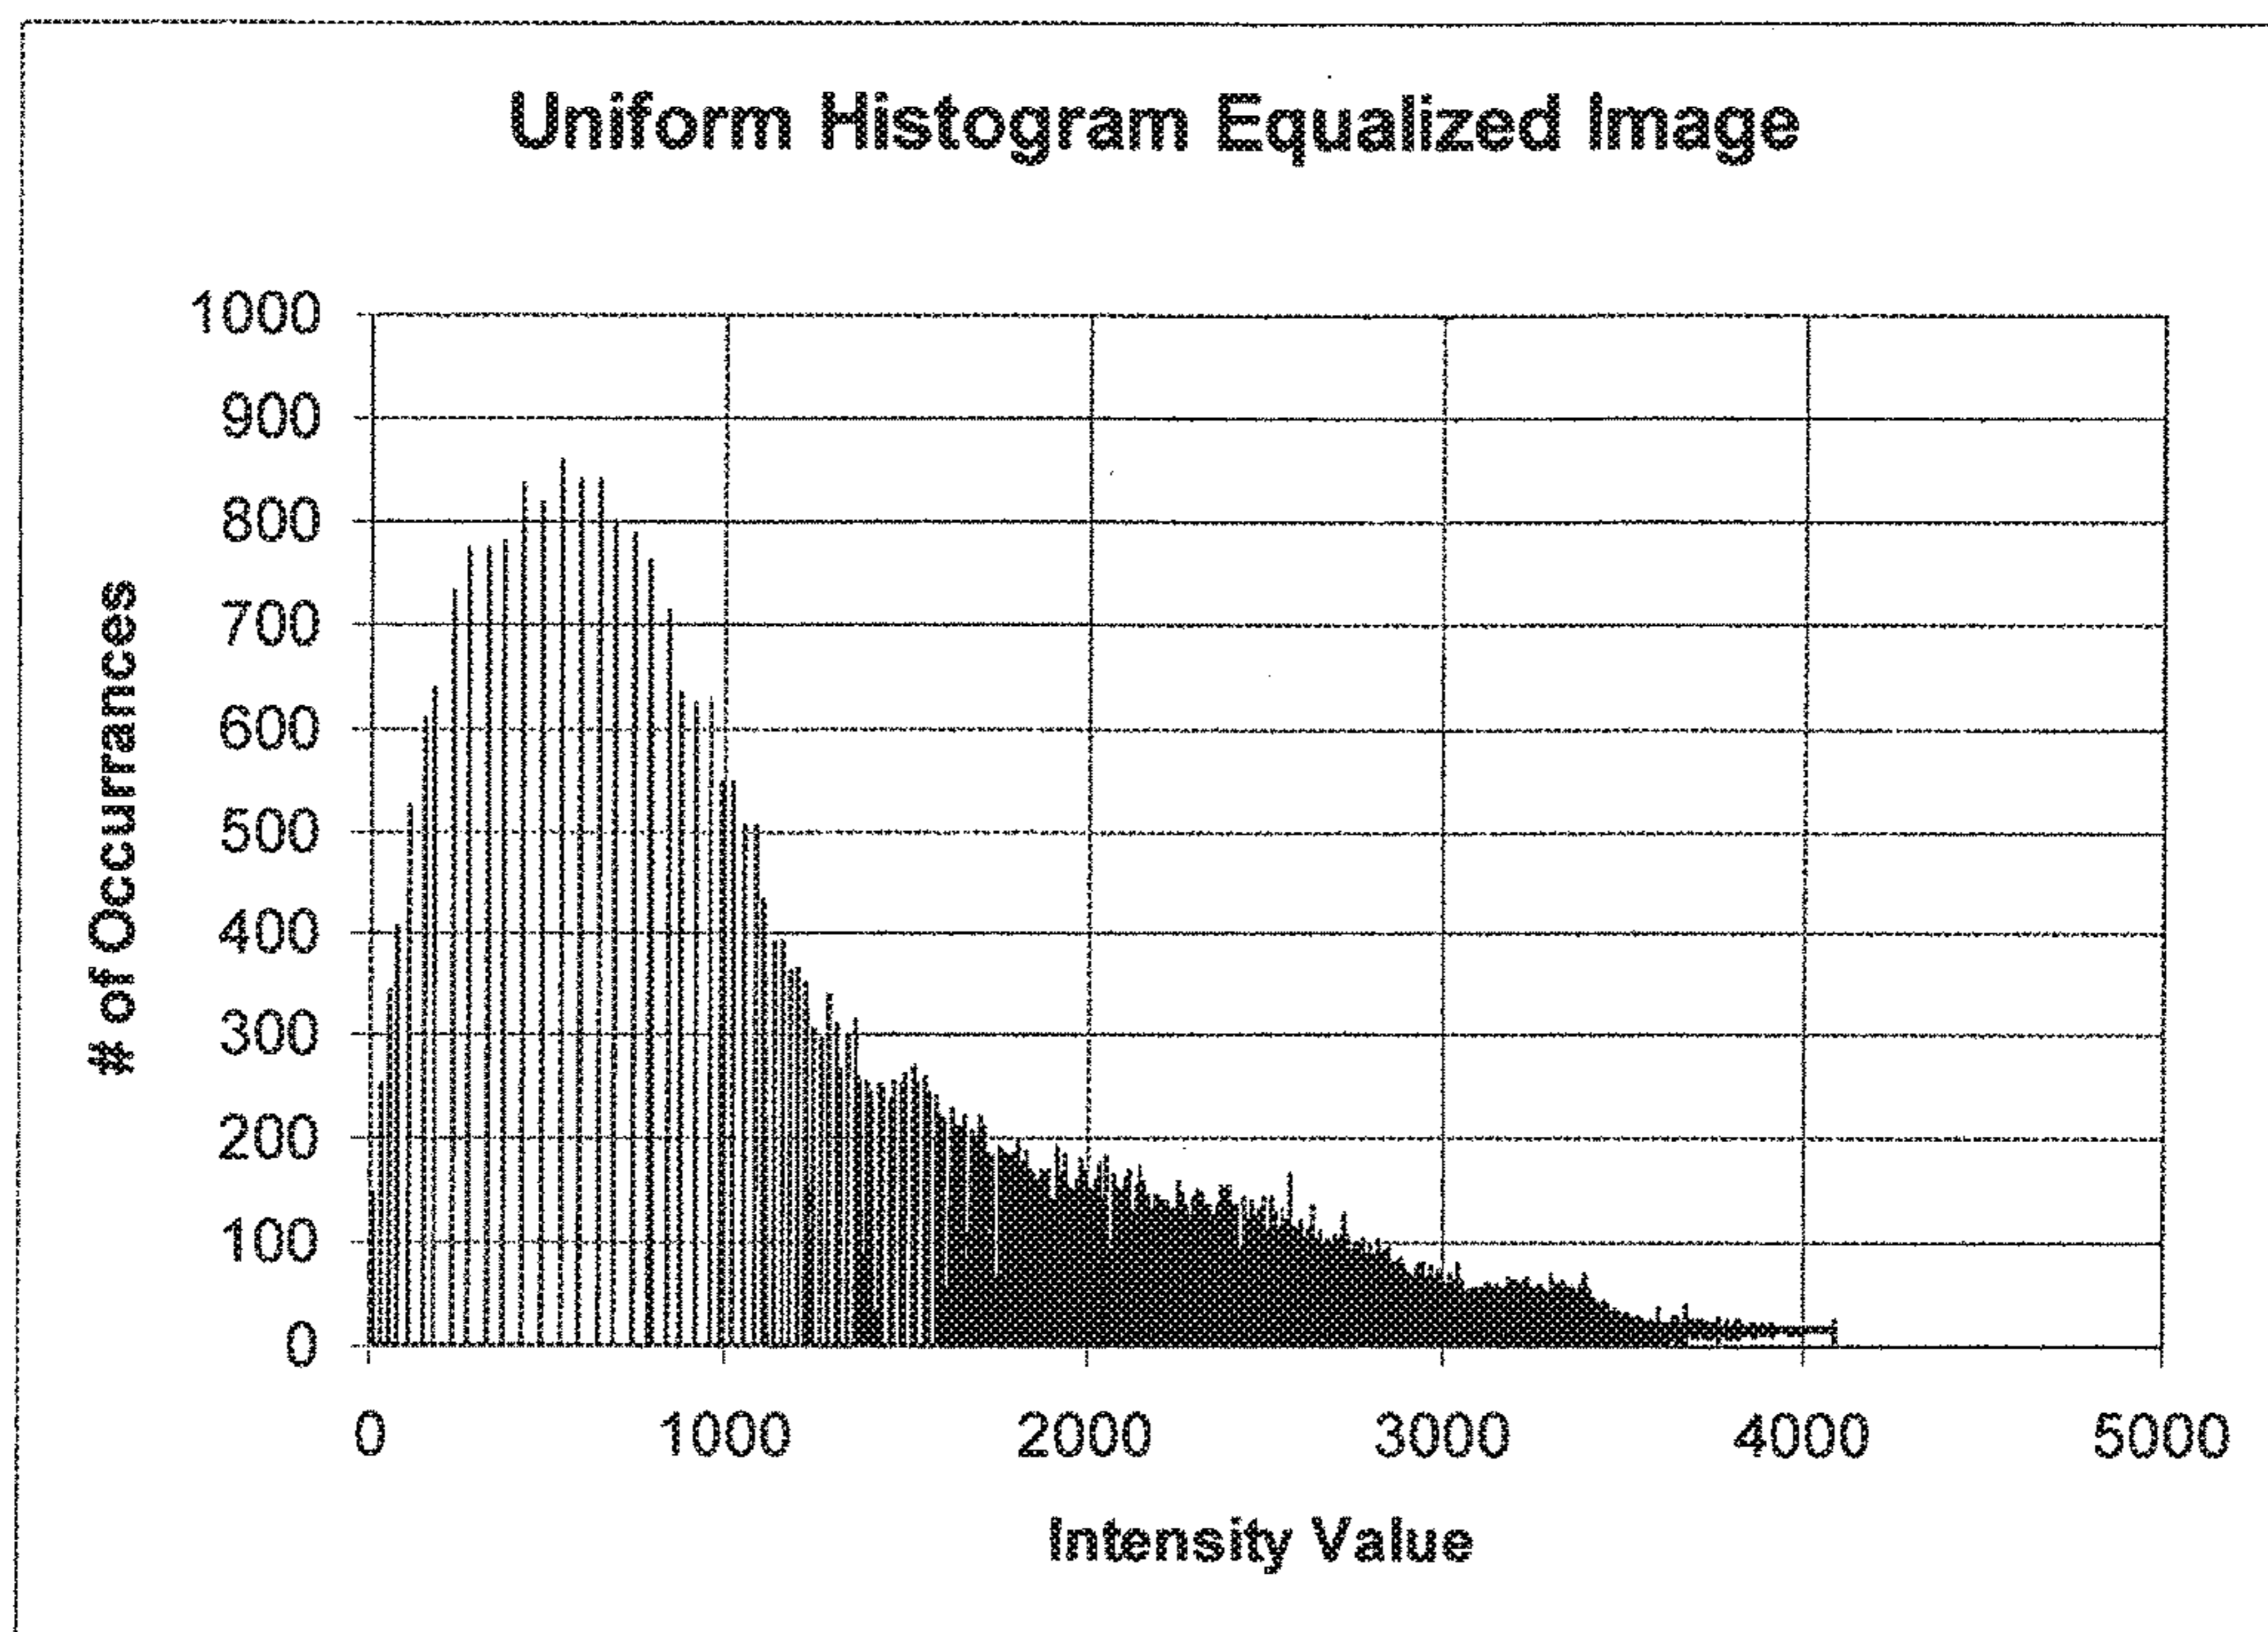 Uniform Histogram Equalized Image
1000
900
800
700
600
500
400
300
200
100
0
# of Occurrances
0 1000 2000 3000 4000 5000
Intensity Value